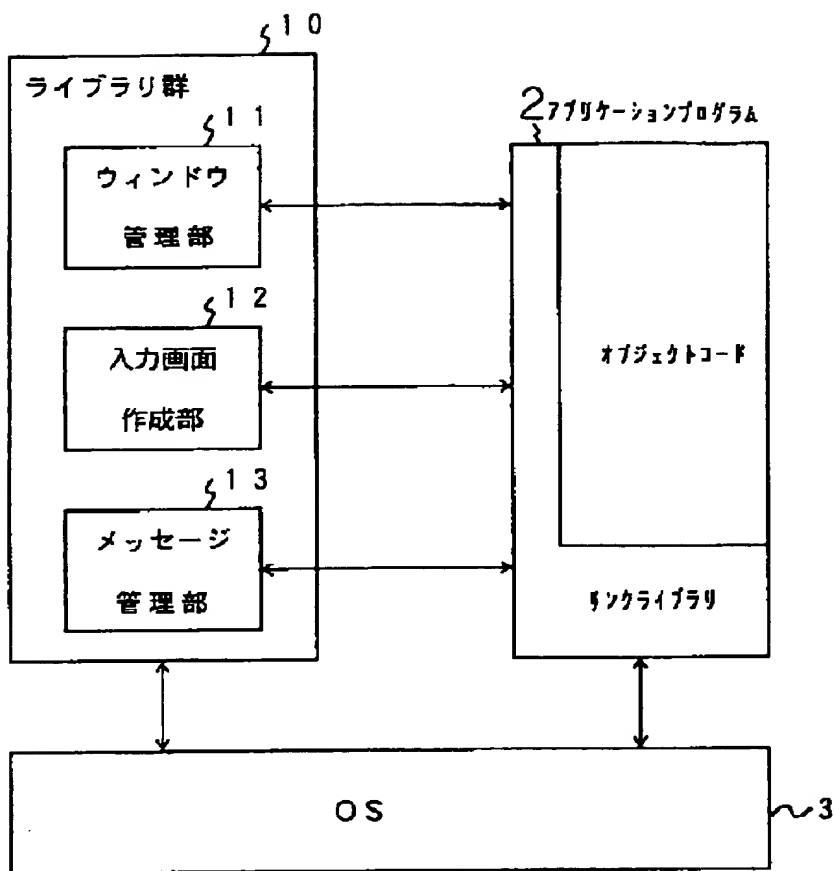 10
ライブラリ群
11
ウィンドウ
管理部
12
入力画面
作成部
13
メッセージ
管理部
2アプリケーションプログラム
オブジェクトコード
リンクライブラリ
OS
3